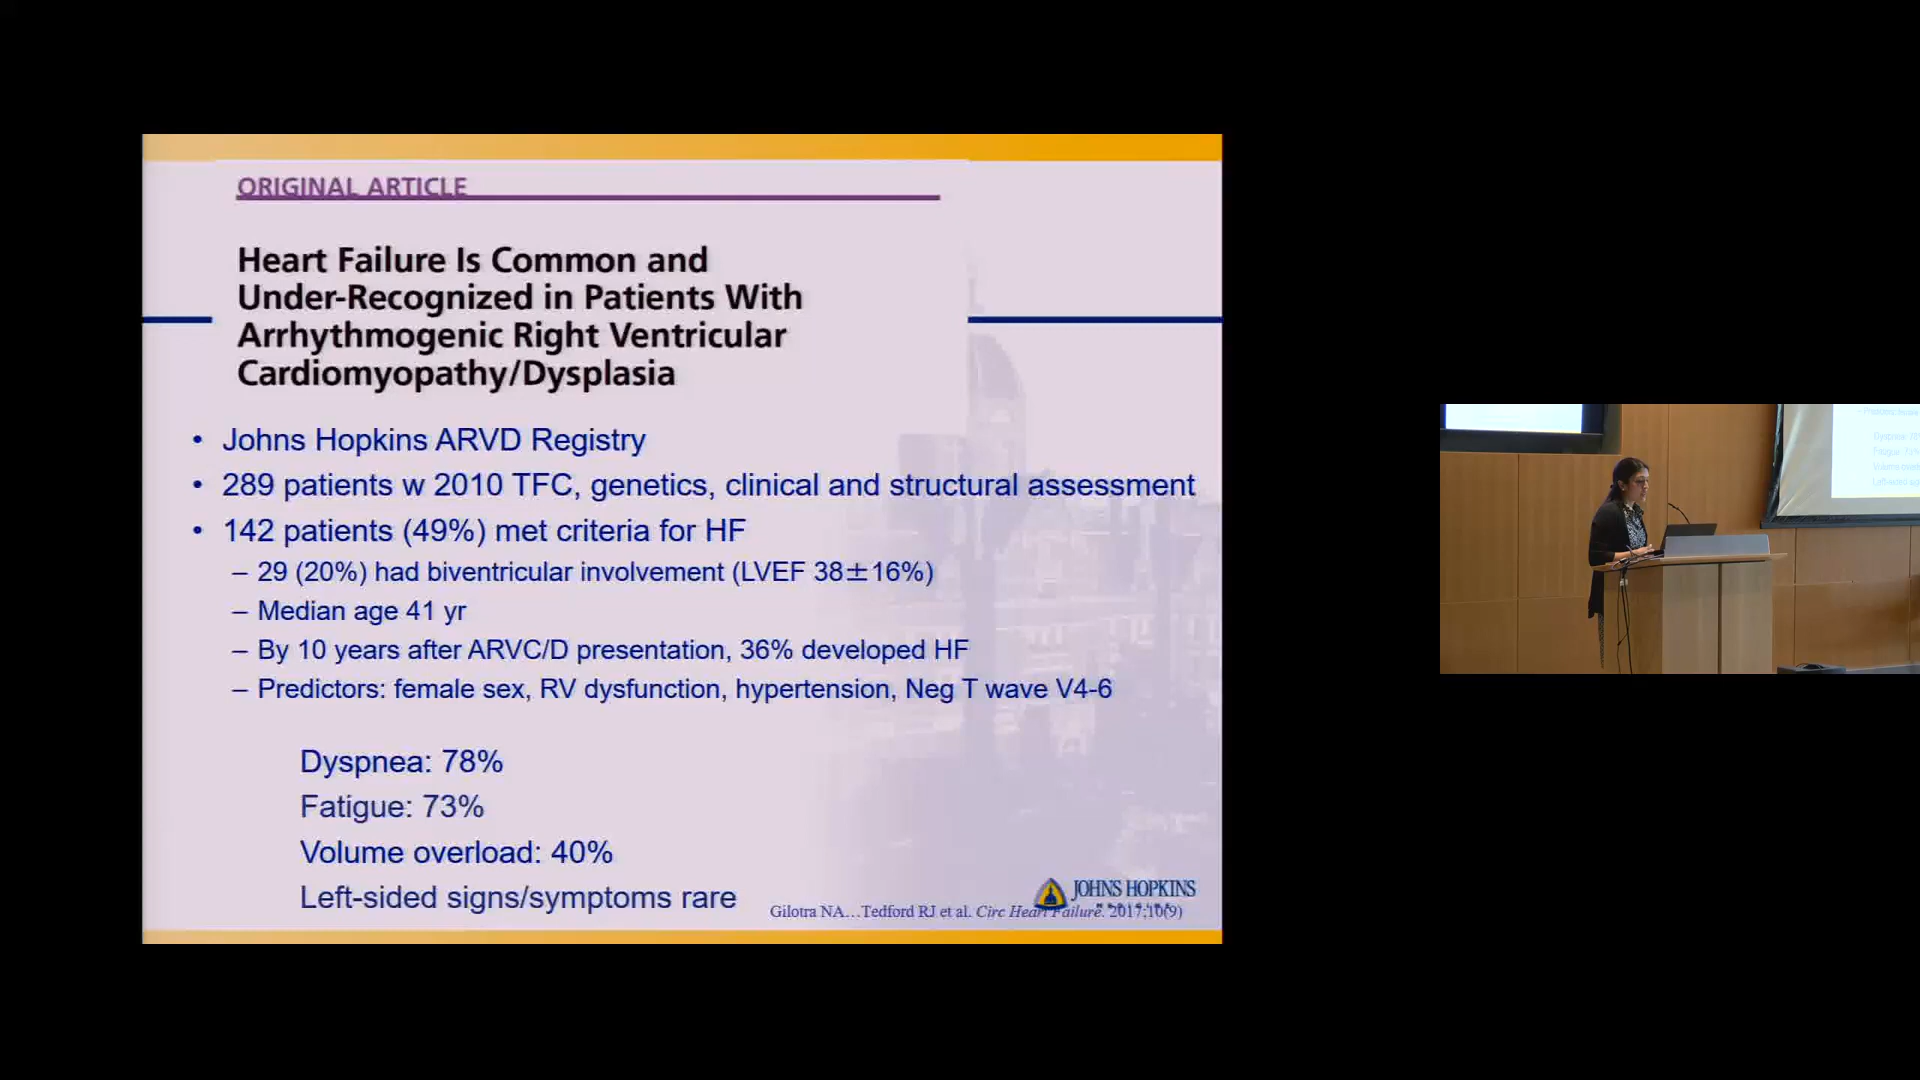 ORIGINAL ARTICLE
Heart Failure Is Common and
Under-Recognized in Patients With
Arrhythmogenic Right Ventricular
Cardiomyopathy/Dysplasia
• Johns Hopkins ARVD Registry
• 289 patients w 2010 TFC, genetics, clinical and structural assessment
• 142 patients (49%) met criteria for HF
– 29 (20%) had biventricular involvement (LVEF 38±16%)
– Median age 41 yr
– By 10 years after ARVC/D presentation, 36% developed HF
– Predictors: female sex, RV dysfunction, hypertension, Neg T wave V4-6
Dyspnea: 78%
Fatigue: 73%
Volume overload: 40%
Left-sided signs/symptoms rare
JOHNS HOPKINS
Gilotra NA…Tedford RJ et al. Circ Heart Failure. 2017;10(9)